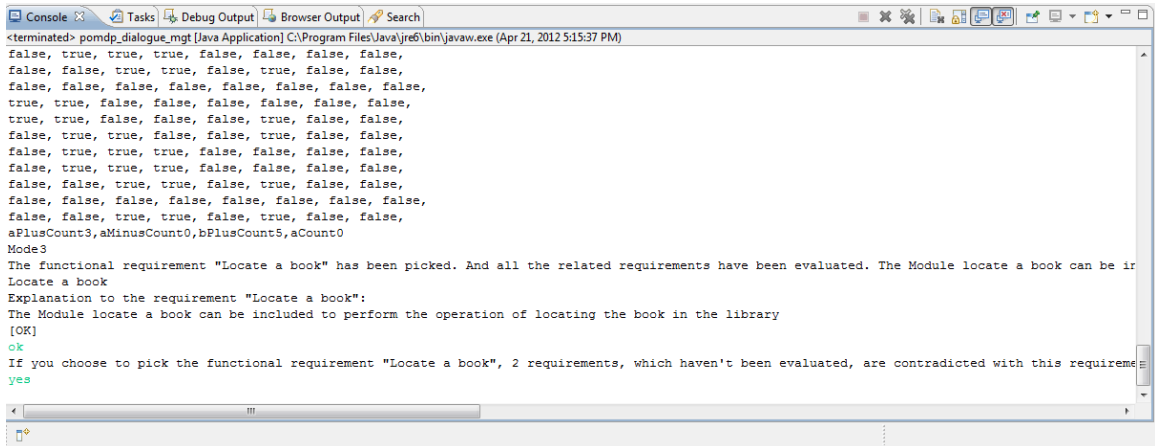 Console Tasks Debug Output Browser Output Search
<terminated> pomdp_dialogue_mgt [Java Application] C:\Program Files\Java\jre6\bin\javaw.exe (Apr 21, 2012 5:15:37 PM)
false, true, true, true, false, false, false, false,
false, false, true, true, false, true, false, false,
false, false, false, false, false, false, false, false,
true, true, false, false, false, false, false, false,
true, true, false, false, true, false, false, false,
false, true, true, false, false, true, false, false, false,
false, true, true, true, false, false, false, false,
false, true, true, true, false, false, false, false,
false, false, true, true, false, true, false, false,
false, false, false, false, false, false, false, false,
false, false, true, true, false, true, false, false,
aPlusCount3,aMinusCount0,bPlusCount5,aCount0
Mode3
The functional requirement "Locate a book" has been picked. And all the related requirements have been evaluated. The Module locate a book can be in
Locate a book
Explanation to the requirement "Locate a book":
The Module locate a book can be included to perform the operation of locating the book in the library
[OK]
ok
If you choose to pick the functional requirement "Locate a book", 2 requirements, which haven't been evaluated, are contradicted with this requireme
yes